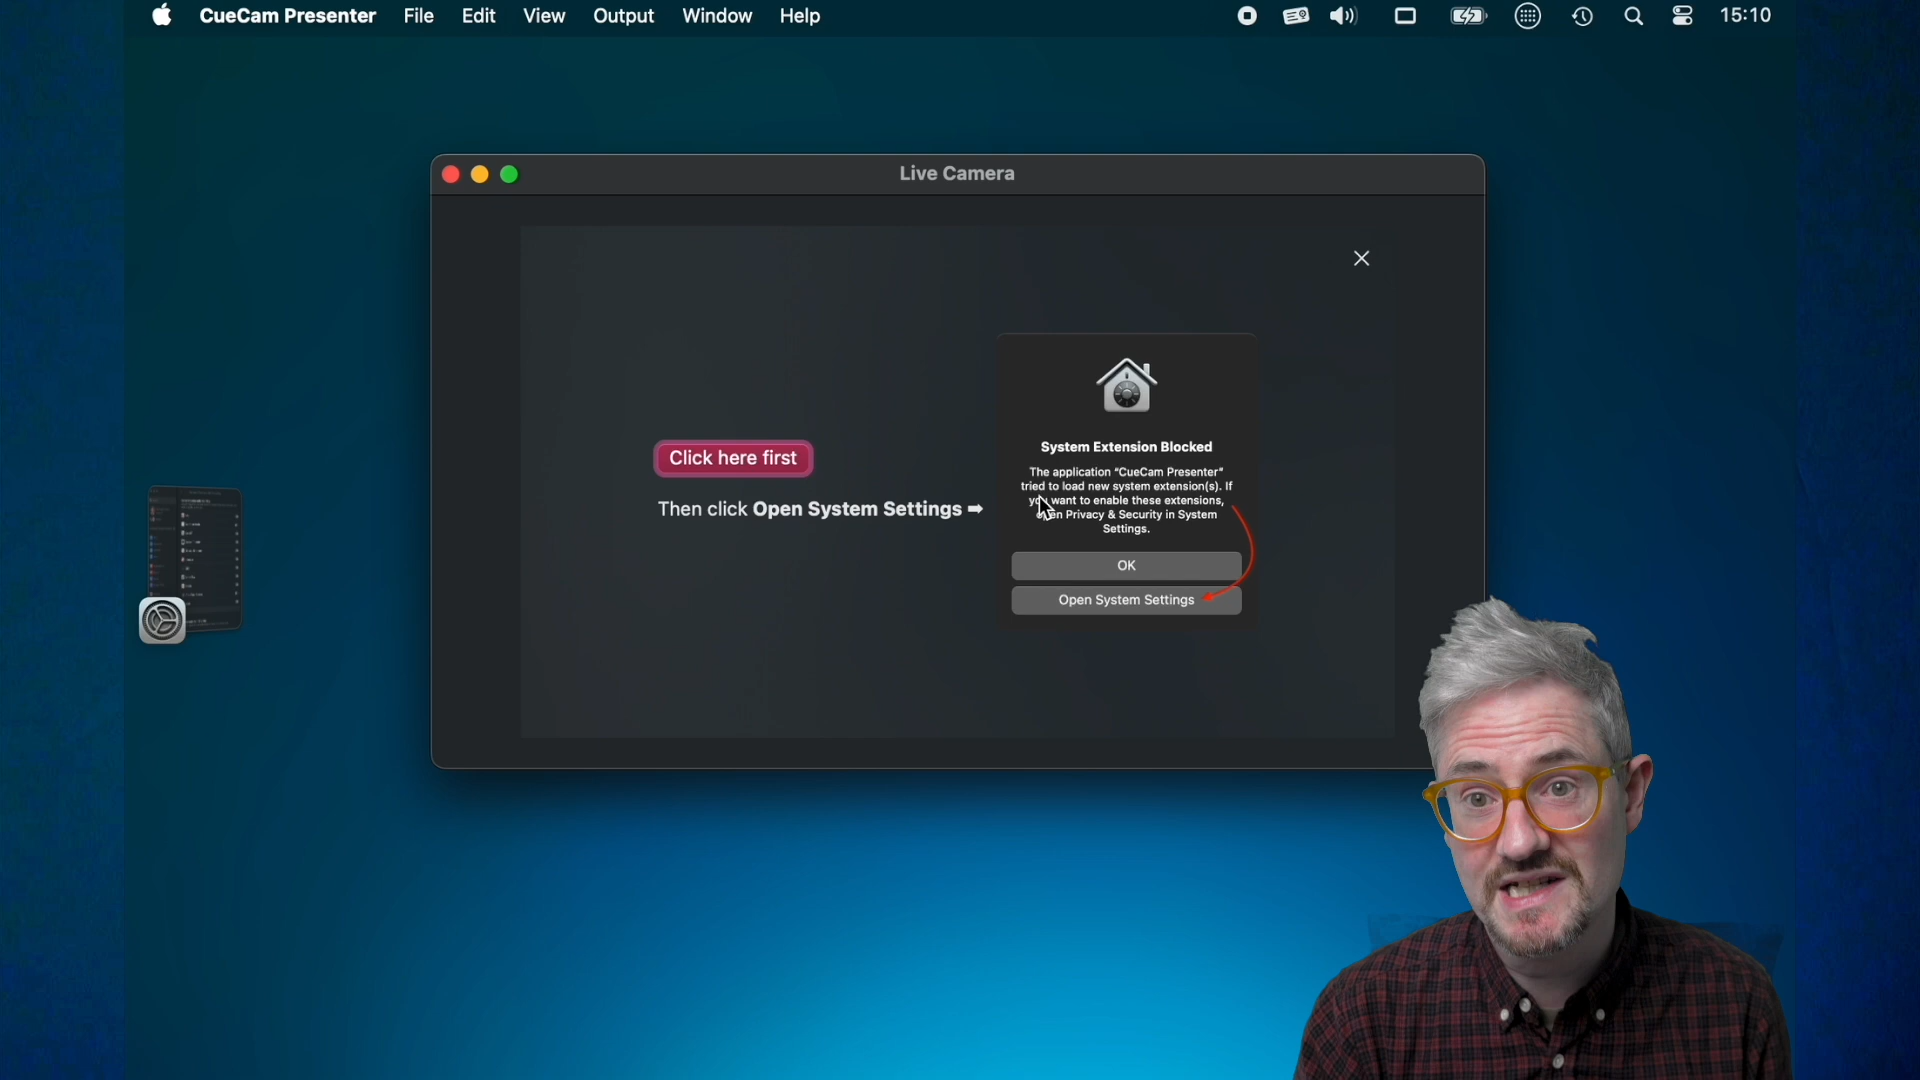 CueCam Presenter File Edit View Output Window Help 15:10
Live Camera
Click here first
Then click Open System Settings ➡
System Extension Blocked
The application "CueCam Presenter"
tried to load new system extension(s). If
you want to enable these extensions,
open Privacy & Security in System
Settings.
OK
Open System Settings